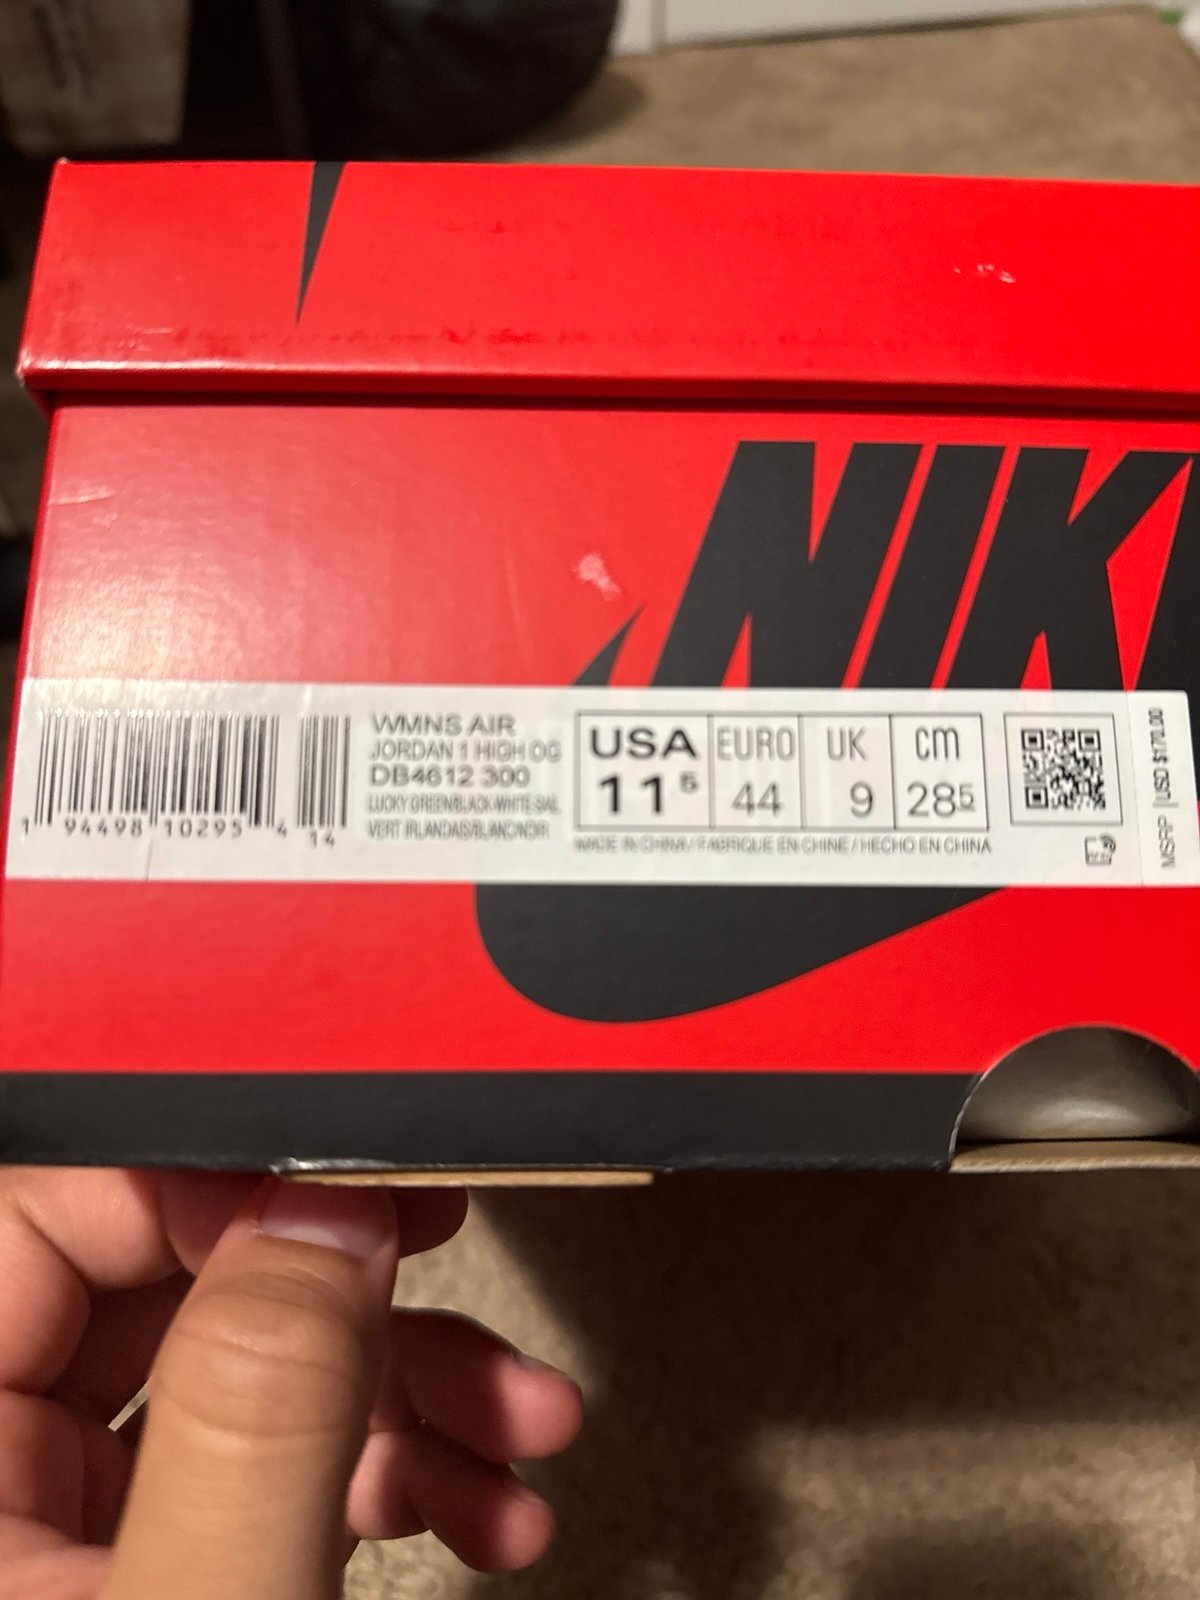 NIK
WMNS AIR
JORDAN 1 HIGH OG
DB4612 300
LUCKY GREEN/BLACK-WHITE-SAIL
VERT IRLANDAIS/BLANC/NOIR
1 94498 10295 4 14
USA EURO UK CM
11 5 44 9 28 5
MADE IN CHINA / FABRIQUE EN CHINE / HECHO EN CHINA
MSRP | USD $170.00